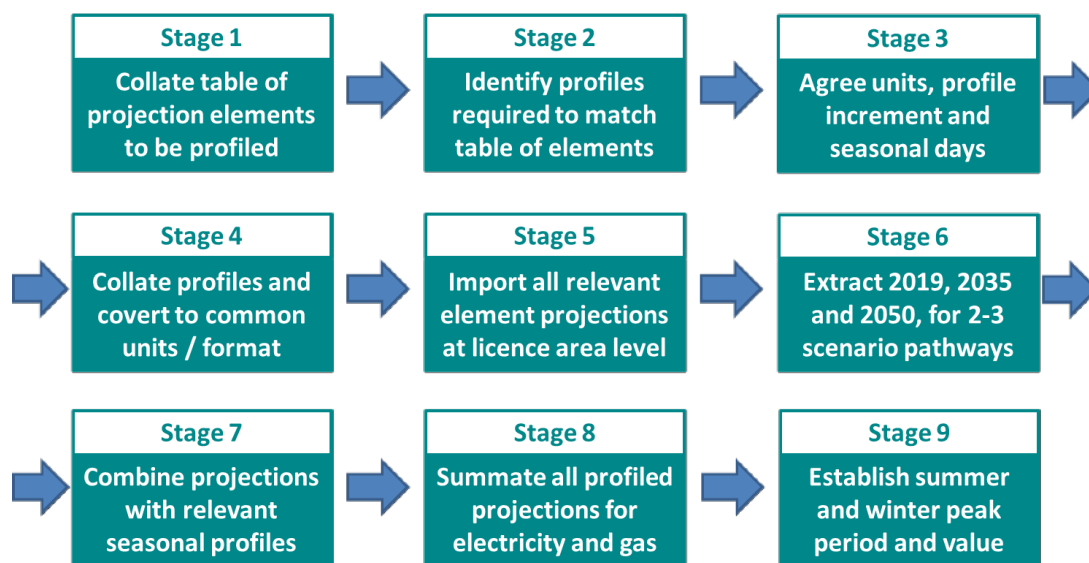 Stage 1
Collate table of
projection elements
to be profiled
Stage 2
Identify profiles
required to match
table of elements
Stage 3
Agree units, profile
increment and
seasonal days
Stage 4
Collate profiles and
covert to common
units / format
Stage 5
Import all relevant
element projections
at licence area level
Stage 6
Extract 2019, 2035
and 2050, for 2-3
scenario pathways
Stage 7
Combine projections
with relevant
seasonal profiles
Stage 8
Summate all profiled
projections for
electricity and gas
Stage 9
Establish summer
and winter peak
period and value